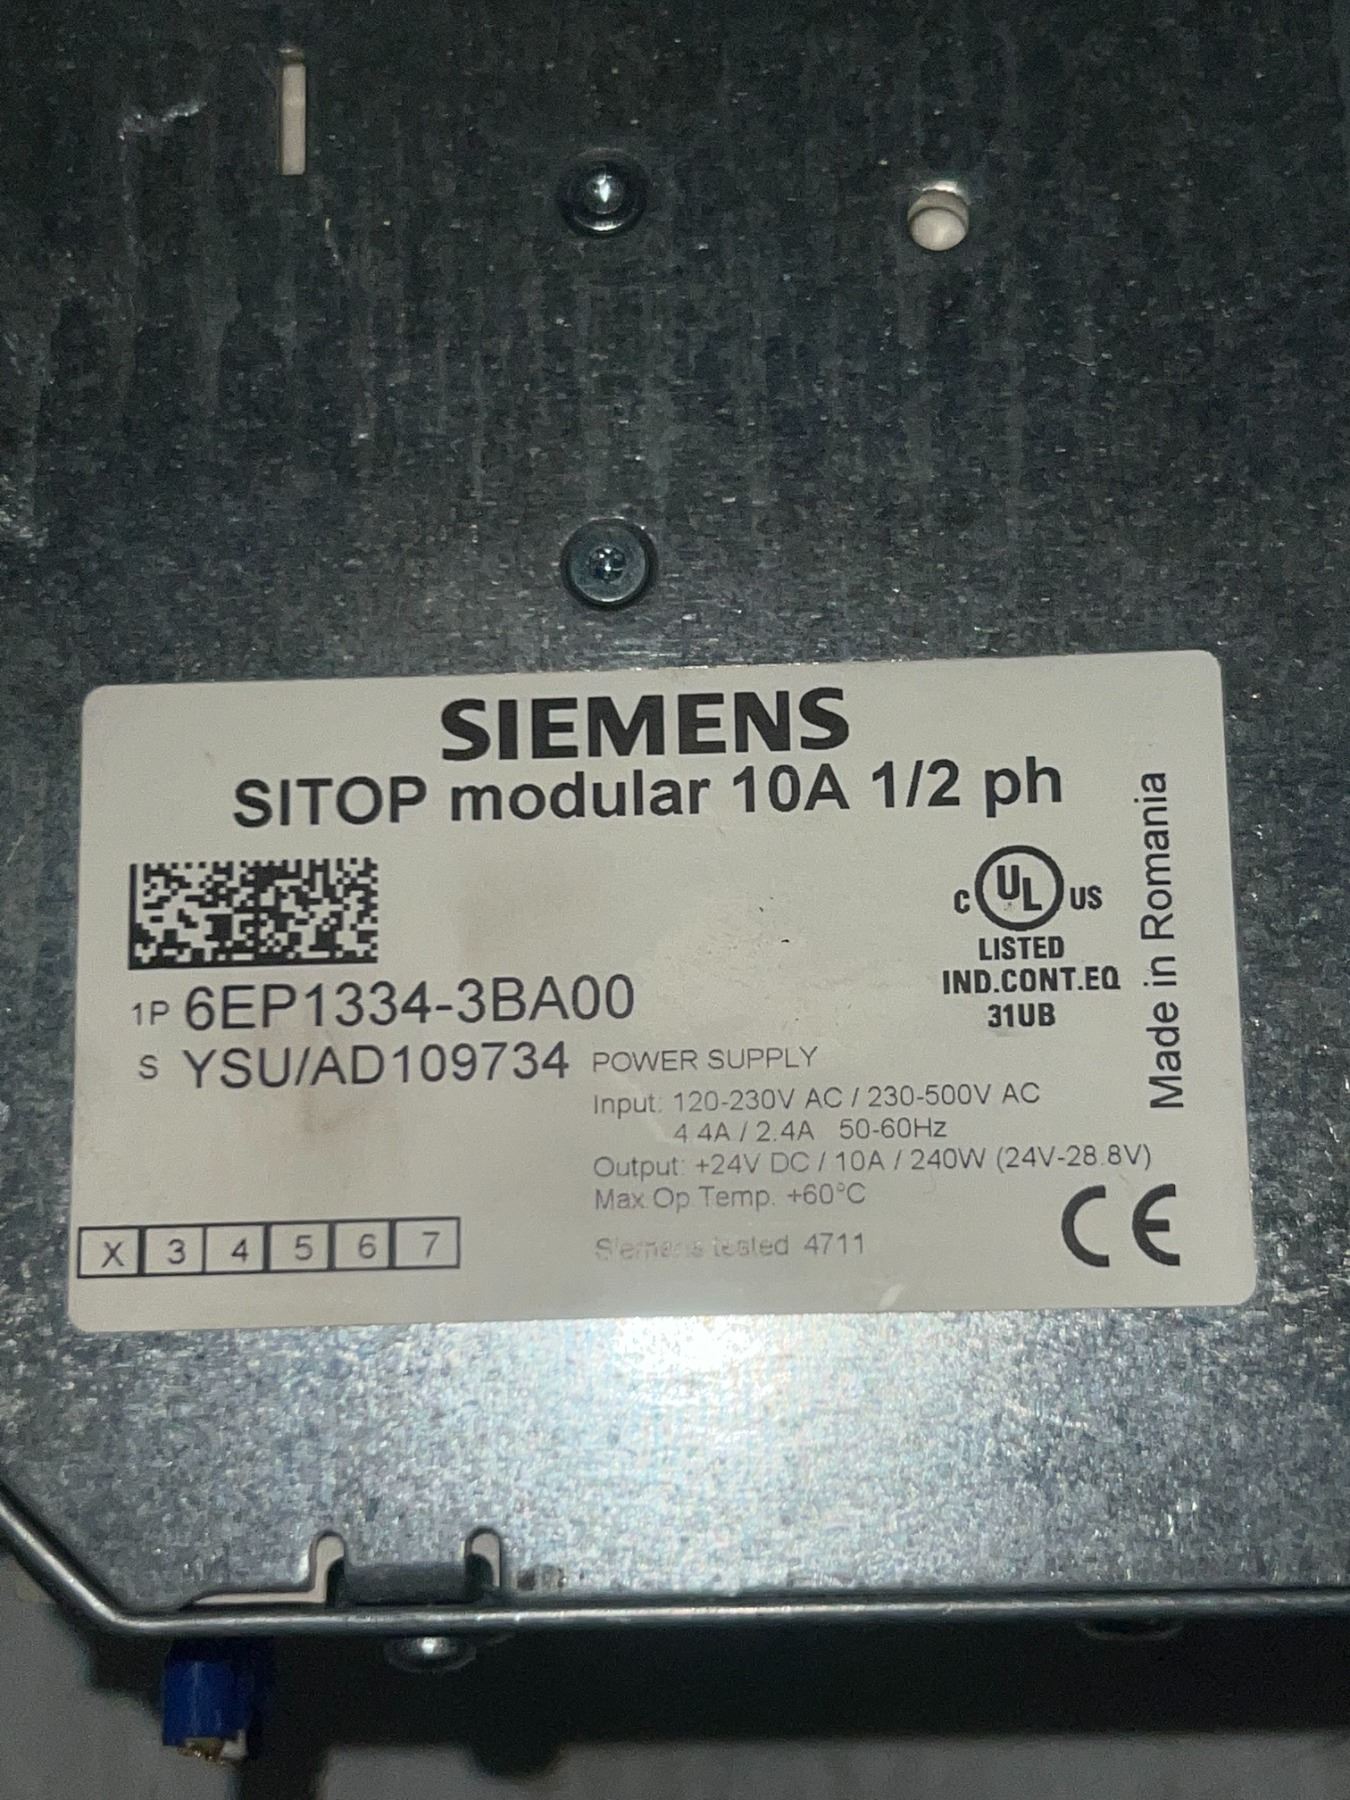 SIEMENS
SITOP modular 10A 1/2 ph
C UL US
LISTED
IND.CONT.EQ
31UB
Made in Romania
1P 6EP1334-3BA00
S YSU/AD109734
POWER SUPPLY
Input: 120-230V AC / 230-500V AC
4.4A / 2.4A 50-60Hz
Output: +24V DC / 10A / 240W (24V-28.8V)
Max.Op.Temp. +60°C
Siemens tested 4711
CE
X 3 4 5 6 7